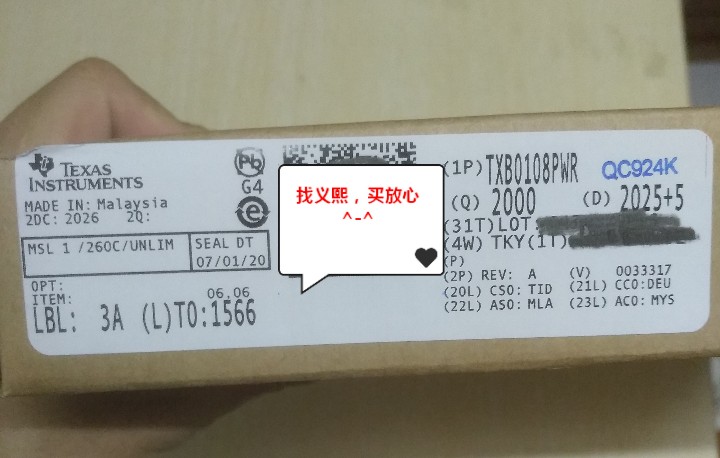 TEXAS
INSTRUMENTS
MADE IN: Malaysia
2DC: 2026 2Q:
MSL 1 /260C/UNLIM
SEAL DT
07/01/20
OPT:
ITEM:
06.06
LBL: 3A (L)TO:1566
Pb
G4
e
找义熙，买放心
^-^
(1P)TXB0108PWR
QC924K
(Q) 2000 (D) 2025+5
(31T)LOT
(4W) TKY(1T)
(P)
(2P) REV: A (V) 0033317
(20L) CSO: TID (21L) CCO:DEU
(22L) ASO: MLA (23L) ACO: MYS